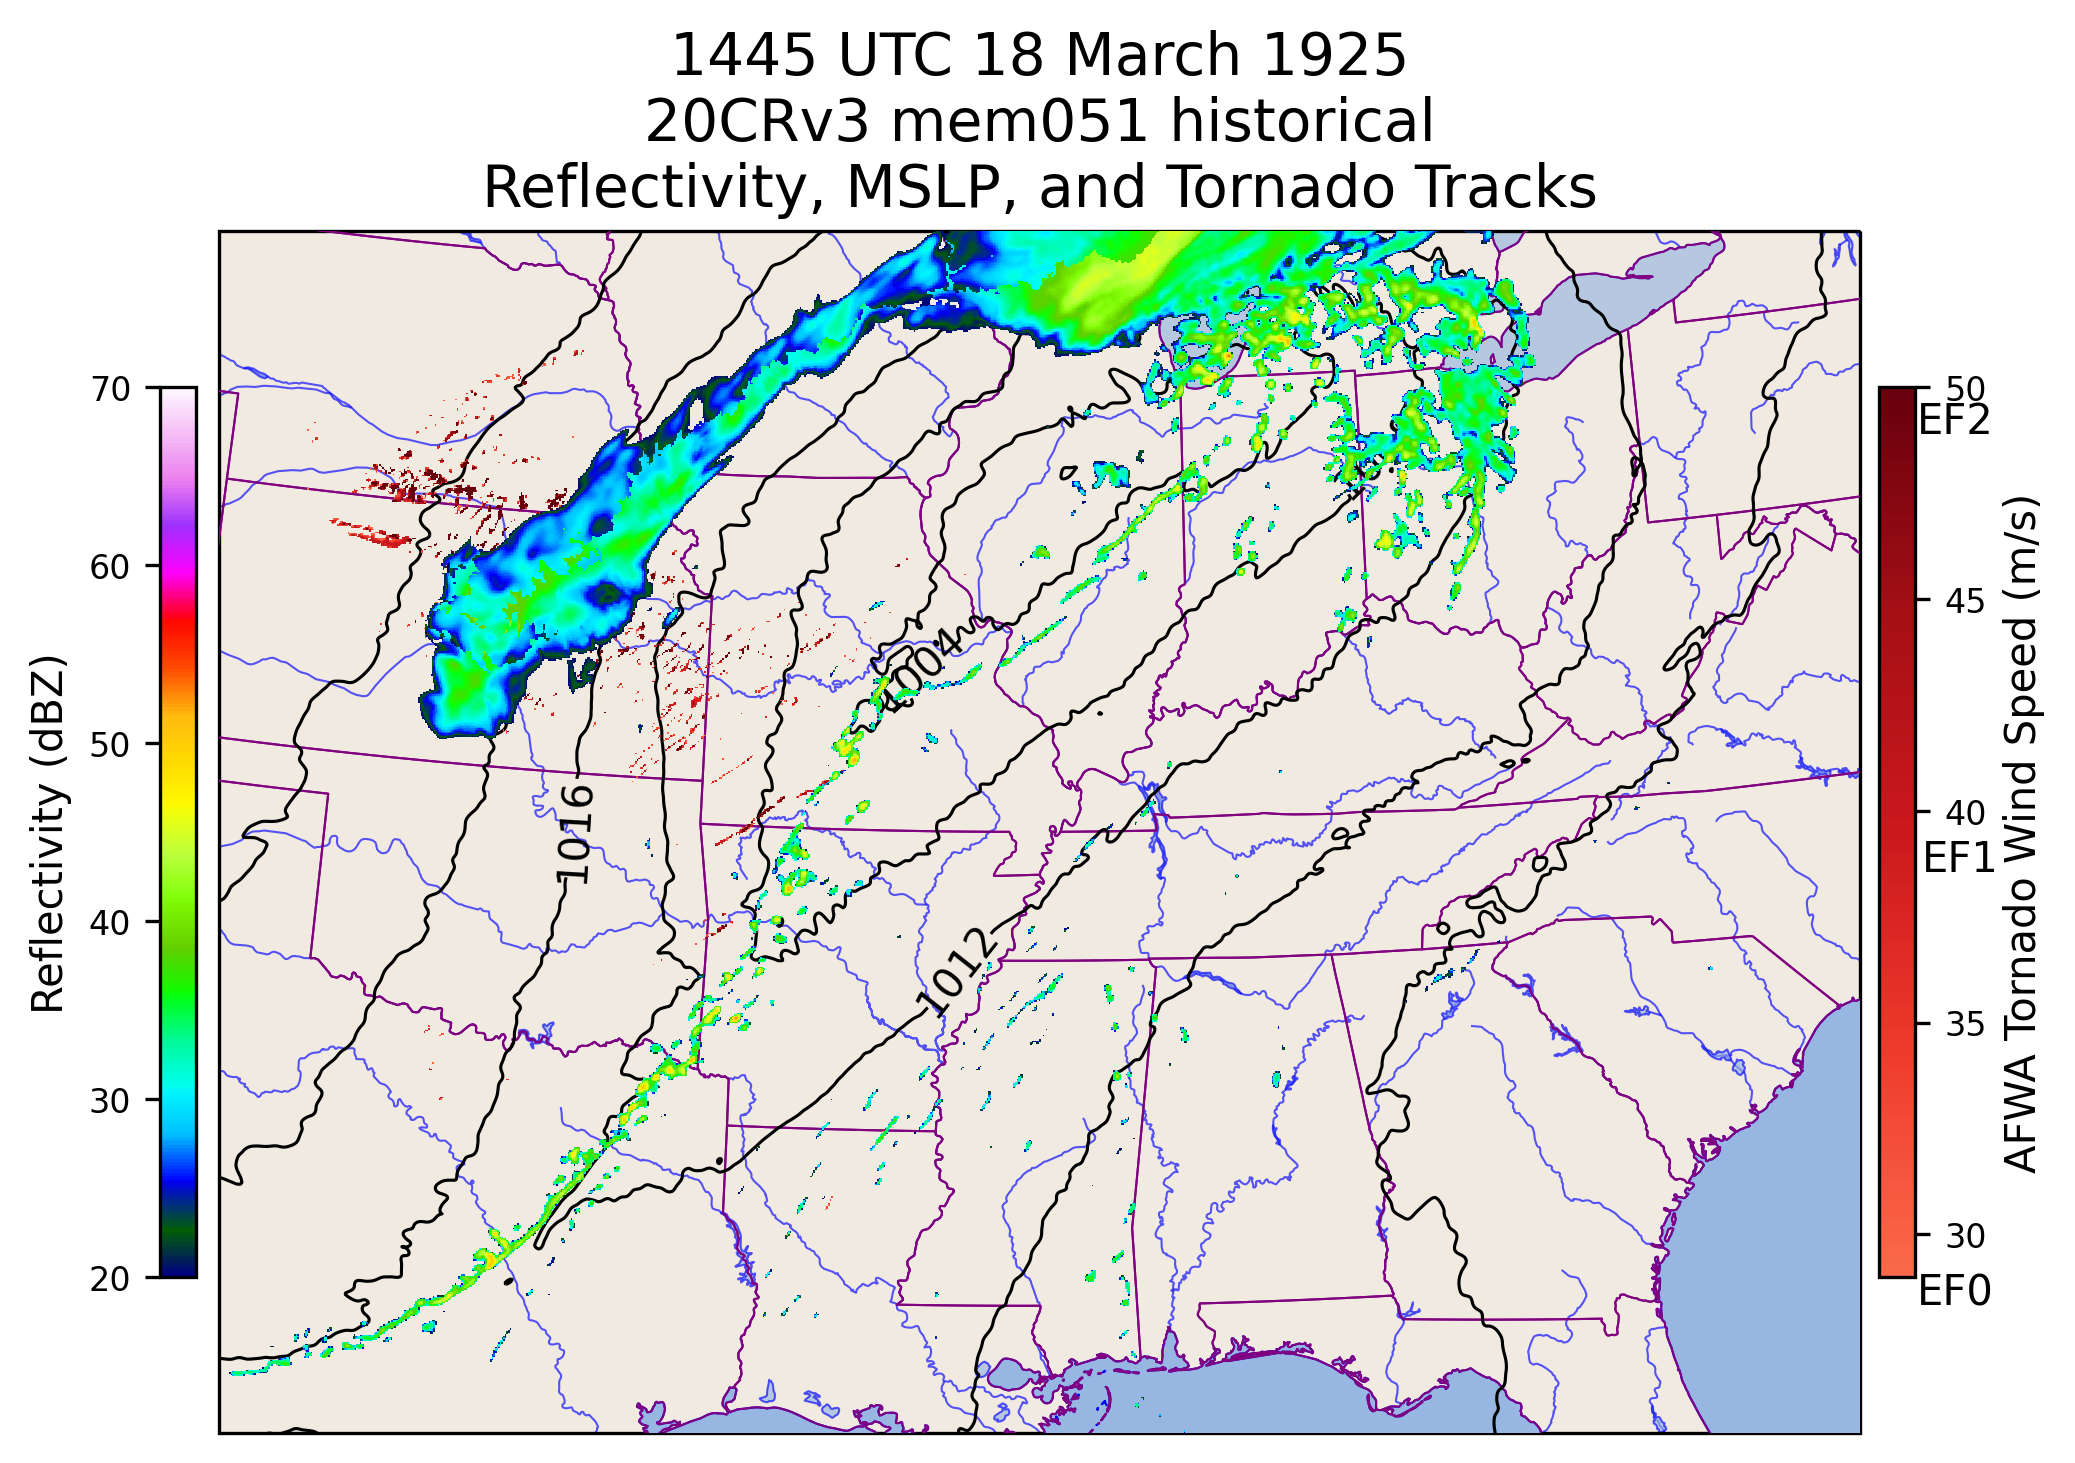 1445 UTC 18 March 1925
20CRv3 mem051 historical
Reflectivity, MSLP, and Tornado Tracks
Reflectivity (dBZ)
70
60
50
40
30
20
1004
1016
1012
50
EF2
45
40
EF1
35
30
EF0
AFWA Tornado Wind Speed (m/s)